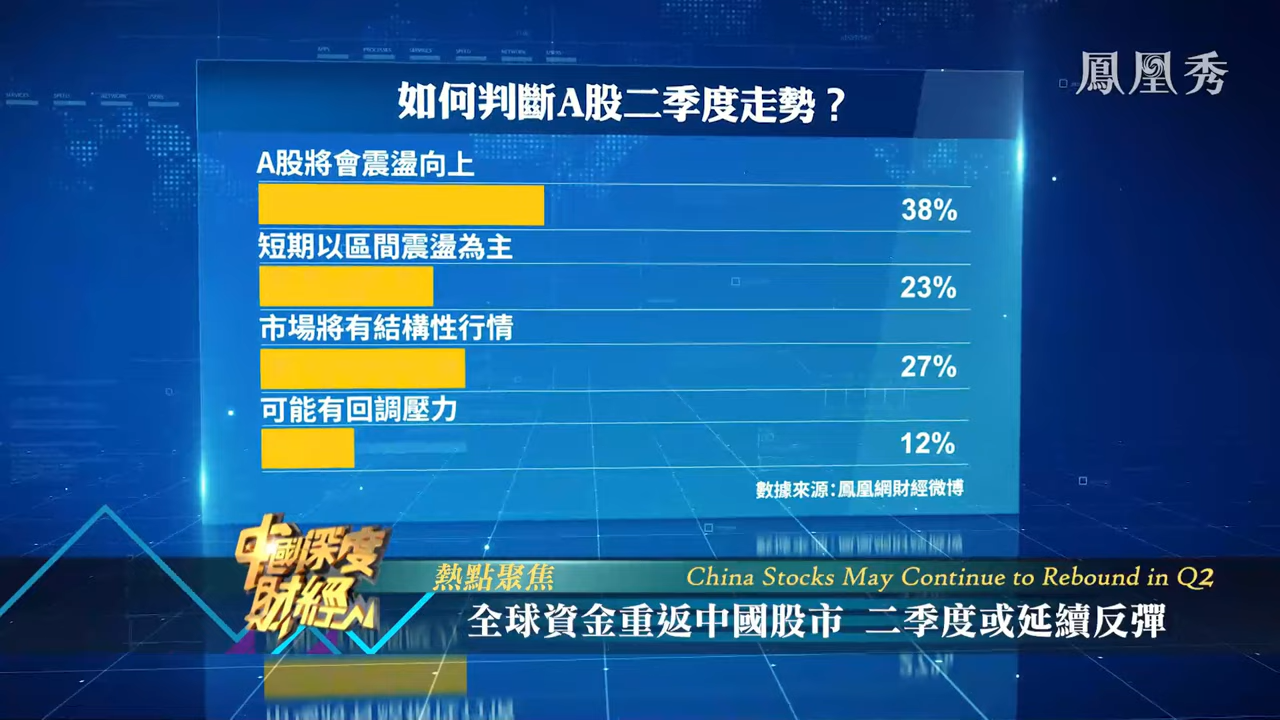 鳳凰秀
如何判斷A股二季度走勢？
A股將會震盪向上
38%
短期以區間震盪為主
23%
市場將有結構性行情
27%
可能有回調壓力
12%
數據來源：鳳凰網財經微博
中國深度
財經
熱點聚焦
China Stocks May Continue to Rebound in Q2
全球資金重返中國股市 二季度或延續反彈